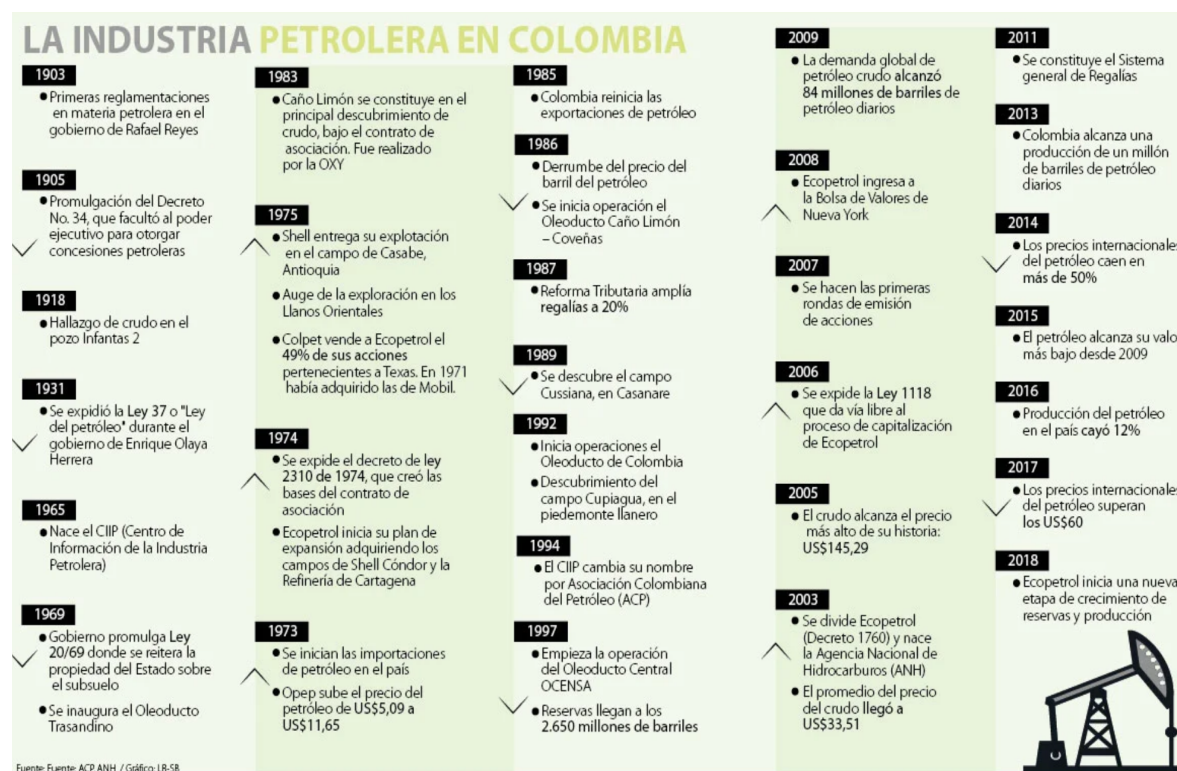 LA INDUSTRIA PETROLERA EN COLOMBIA
1903
● Primeras reglamentaciones
en materia petrolera en el
gobierno de Rafael Reyes
1905
● Promulgación del Decreto
No. 34, que facultó al poder
ejecutivo para otorgar
concesiones petroleras
1918
● Hallazgo de crudo en el
pozo Infantas 2
1931
● Se expidió la Ley 37 o "Ley
del petróleo" durante el
gobierno de Enrique Olaya
Herrera
1965
● Nace el CIIP (Centro de
Información de la Industria
Petrolera)
1969
● Gobierno promulga Ley
20/69 donde se reitera la
propiedad del Estado sobre
el subsuelo
● Se inaugura el Oleoducto
Trasandino
1983
● Caño Limón se constituye en el
principal descubrimiento de
crudo, bajo el contrato de
asociación. Fue realizado
por la OXY
1975
● Shell entrega su explotación
en el campo de Casabe,
Antioquia
● Auge de la exploración en los
Llanos Orientales
● Colpet vende a Ecopetrol el
49% de sus acciones
pertenecientes a Texas. En 1971
había adquirido las de Mobil.
1974
● Se expide el decreto de ley
2310 de 1974, que creó las
bases del contrato de
asociación
● Ecopetrol inicia su plan de
expansión adquiriendo los
campos de Shell Cóndor y la
Refinería de Cartagena
1973
● Se inician las importaciones
de petróleo en el país
● Opep sube el precio del
petróleo de US$5,09 a
US$11,65
1985
● Colombia reinicia las
exportaciones de petróleo
1986
● Derrumbe del precio del
barril del petróleo
● Se inicia operación el
Oleoducto Caño Limón
– Coveñas
1987
● Reforma Tributaria amplía
regalías a 20%
1989
● Se descubre el campo
Cussiana, en Casanare
1992
● Inicia operaciones el
Oleoducto de Colombia
● Descubrimiento del
campo Cupiagua, en el
piedemonte llanero
1994
● El CIIP cambia su nombre
por Asociación Colombiana
del Petróleo (ACP)
1997
● Empieza la operación
del Oleoducto Central
OCENSA
● Reservas llegan a los
2.650 millones de barriles
2009
● La demanda global de
petróleo crudo alcanzó
84 millones de barriles de
petróleo diarios
2008
● Ecopetrol ingresa a
la Bolsa de Valores de
Nueva York
2007
● Se hacen las primeras
rondas de emisión
de acciones
2006
● Se expide la Ley 1118
que da vía libre al
proceso de capitalización
de Ecopetrol
2005
● El crudo alcanza el precio
más alto de su historia:
US$145,29
2003
● Se divide Ecopetrol
(Decreto 1760) y nace
la Agencia Nacional de
Hidrocarburos (ANH)
● El promedio del precio
del crudo llegó a
US$33,51
2011
● Se constituye el Sistema
general de Regalías
2013
● Colombia alcanza una
producción de un millón
de barriles de petróleo
diarios
2014
● Los precios internacionales
del petróleo caen en
más de 50%
2015
● El petróleo alcanza su valo
más bajo desde 2009
2016
● Producción del petróleo
en el país cayó 12%
2017
● Los precios internacionales
del petróleo superan
los US$60
2018
● Ecopetrol inicia una nueva
etapa de crecimiento de
reservas y producción
Fuente: Fuente: ACP, ANH / Gráfico: LR-SB